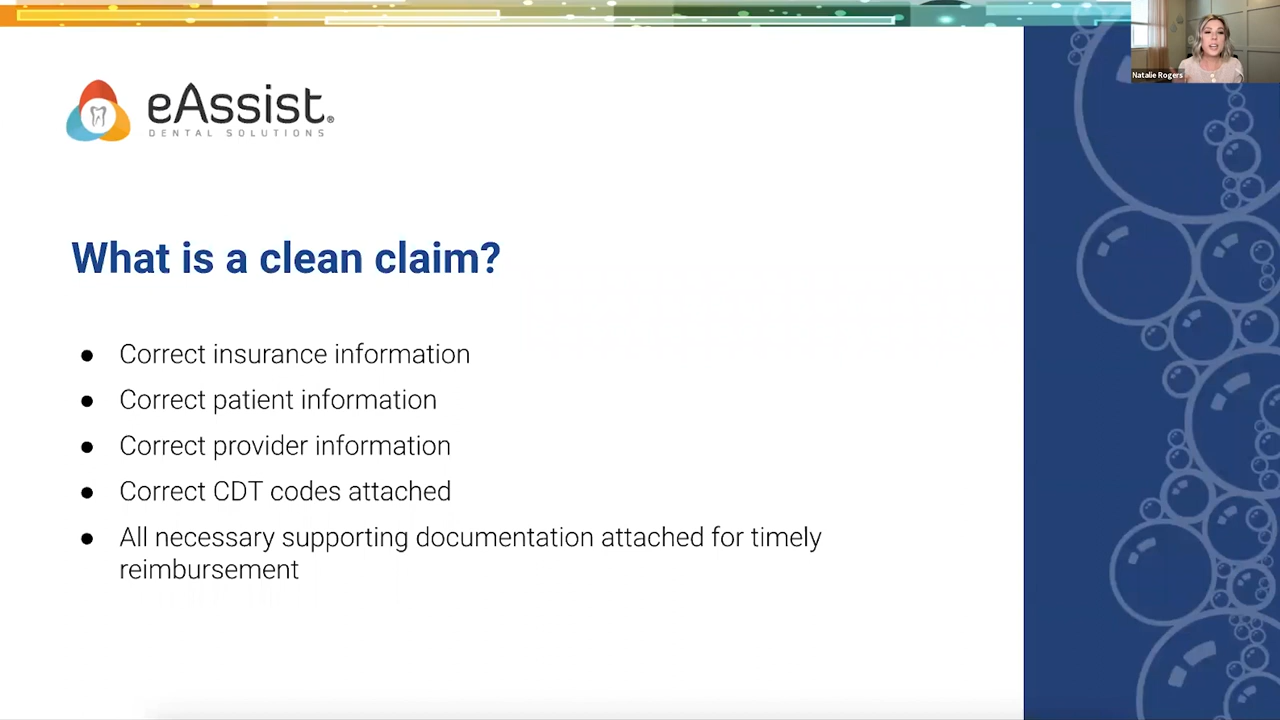 Natalie Rogers
eAssist®
DENTAL SOLUTIONS
What is a clean claim?
● Correct insurance information
● Correct patient information
● Correct provider information
● Correct CDT codes attached
● All necessary supporting documentation attached for timely
reimbursement